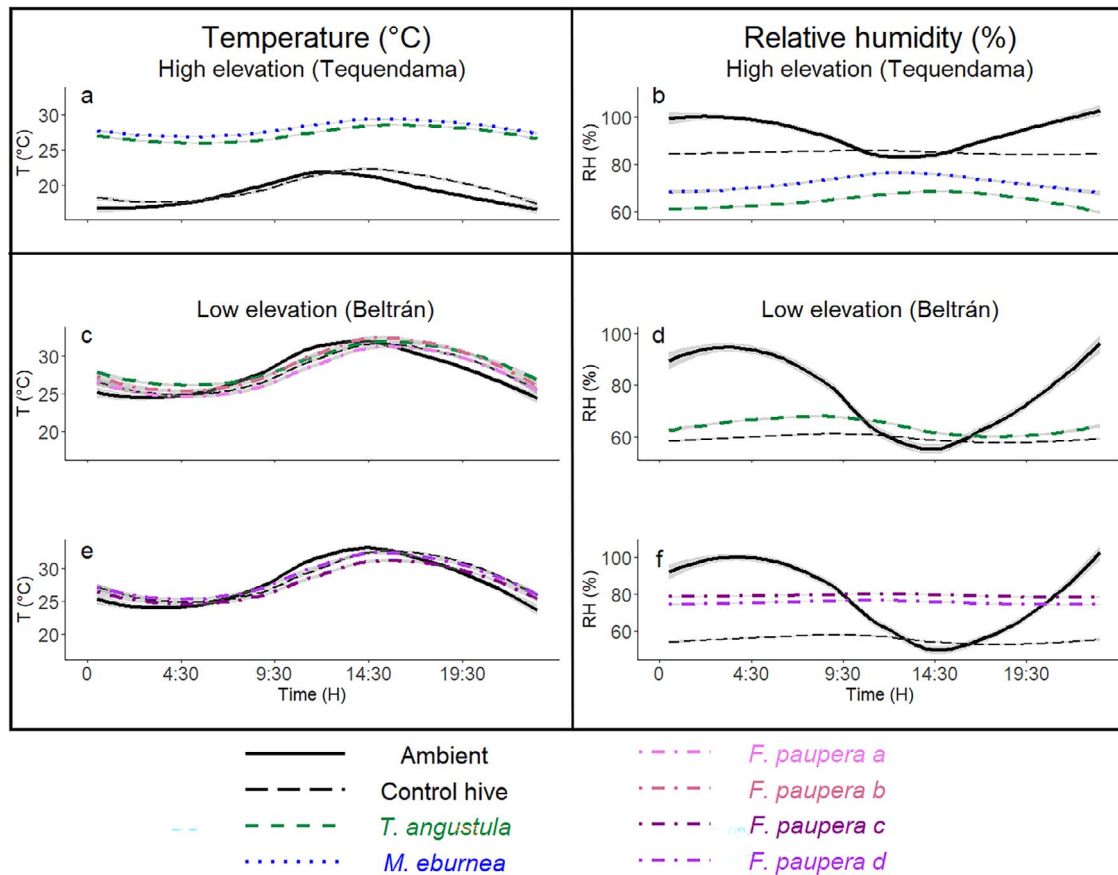 Temperature (°C)
High elevation (Tequendama)
a
30
25
20
T (°C)
Relative humidity (%)
High elevation (Tequendama)
b
100
80
60
RH (%)
Low elevation (Beltrán)
c
30
25
20
T (°C)
Low elevation (Beltrán)
d
100
80
60
RH (%)
e
30
25
20
T (°C)
0 4:30 9:30 14:30 19:30
Time (H)
f
100
80
60
RH (%)
0 4:30 9:30 14:30 19:30
Time (H)
Ambient
Control hive
T. angustula
M. eburnea
F. paupera a
F. paupera b
F. paupera c
F. paupera d